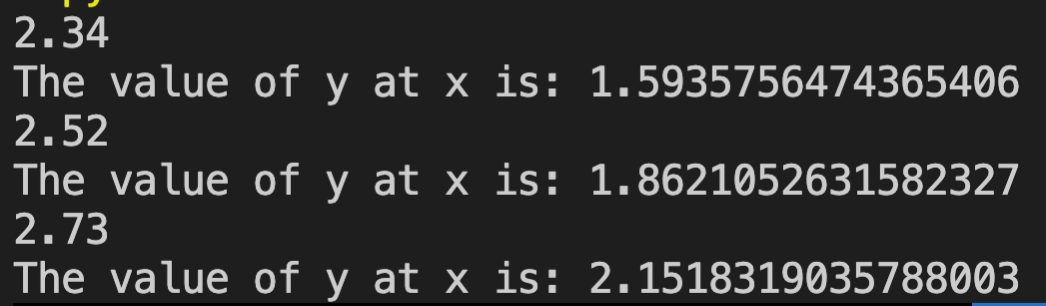 2.34
The value of y at x is: 1.5935756474365406
2.52
The value of y at x is: 1.8621052631582327
2.73
The value of y at x is: 2.1518319035788003